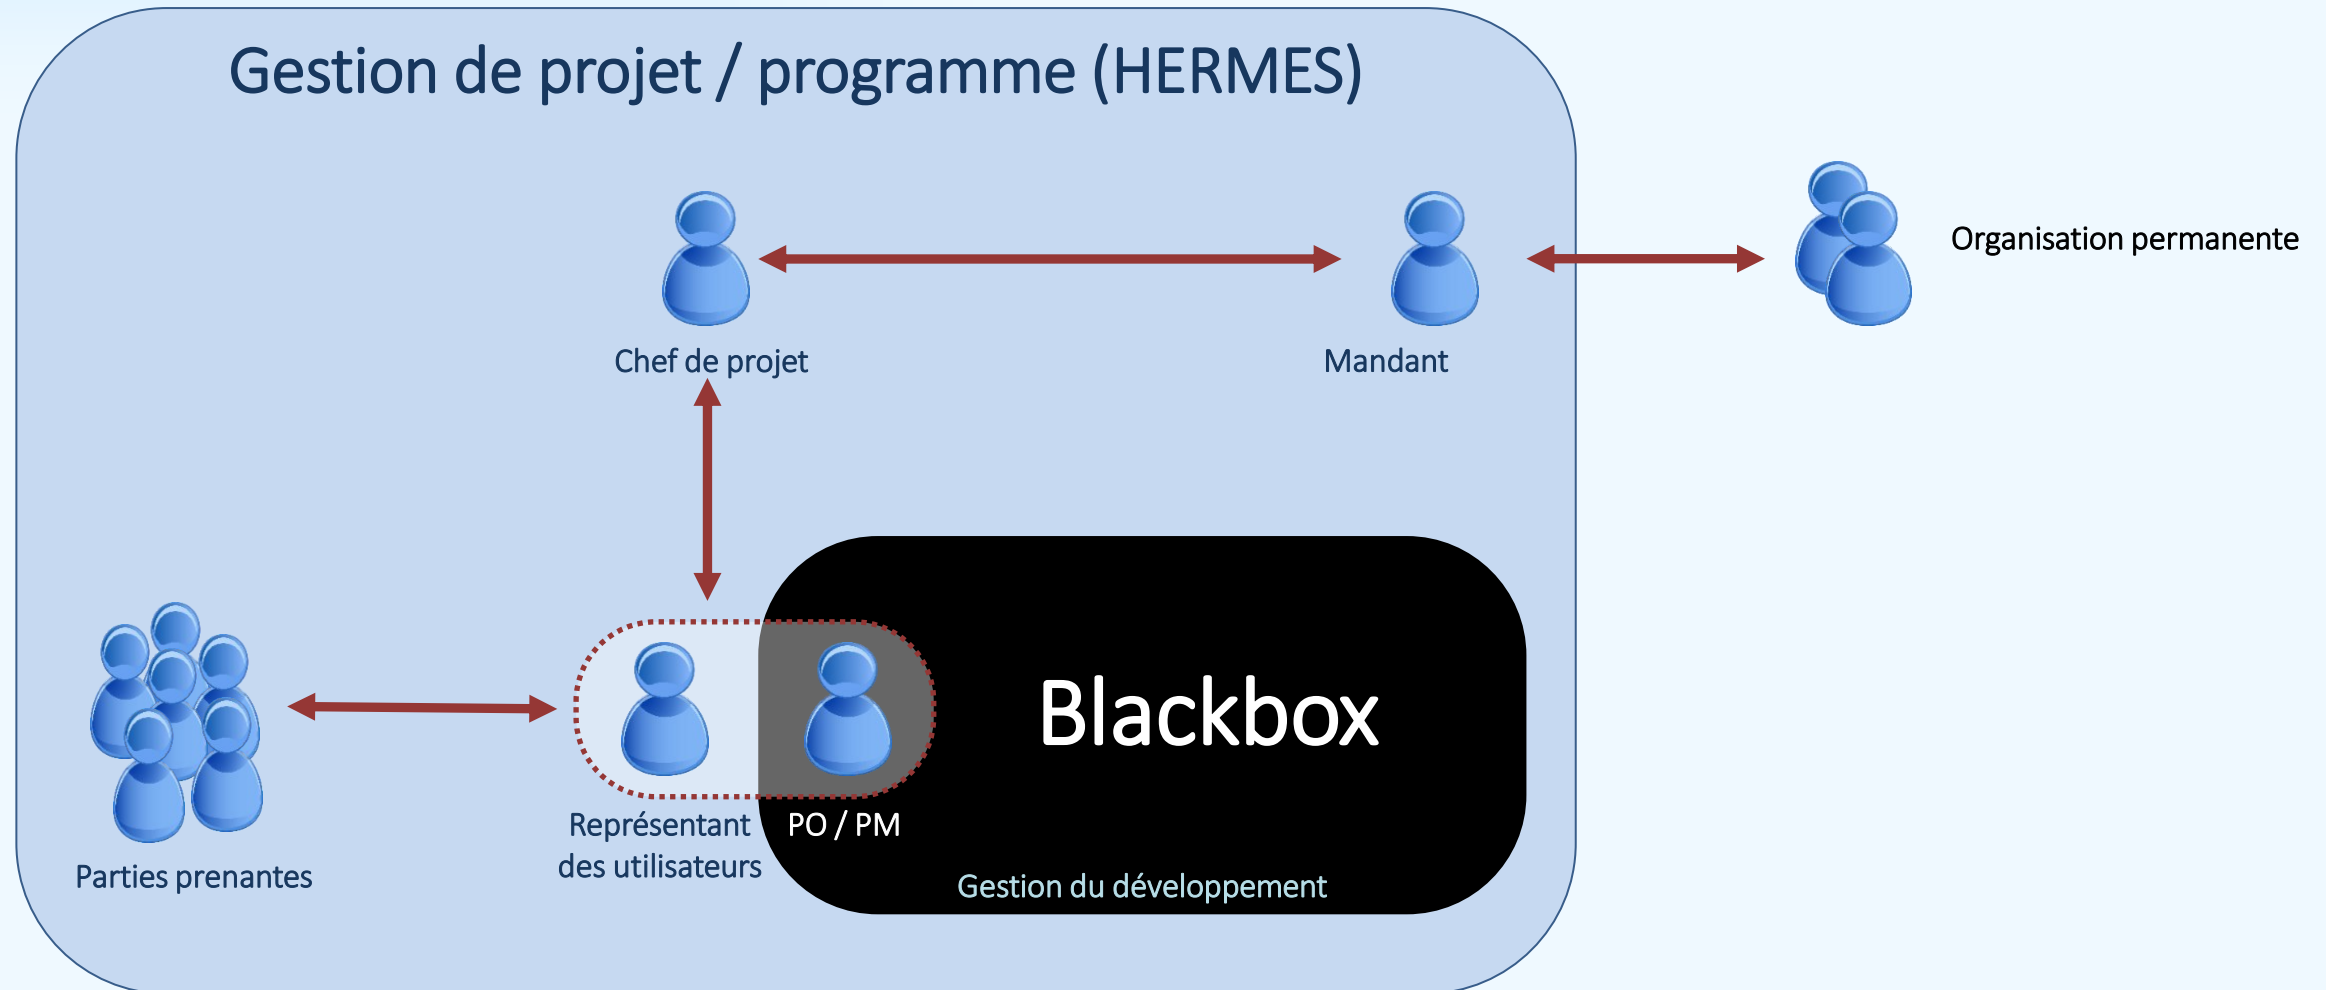 Gestion de projet / programme (HERMES)
Organisation permanente
Chef de projet
Mandant
Blackbox
Représentant
des utilisateurs
PO / PM
Parties prenantes
Gestion du développement